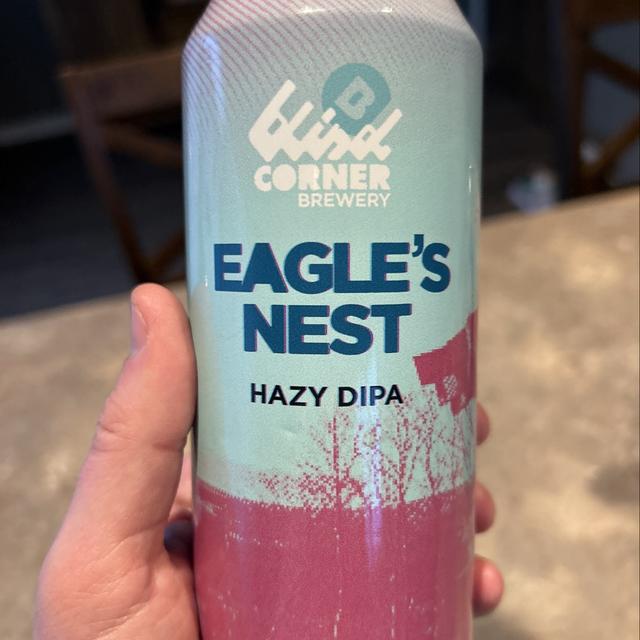 B
blind
CORNER
BREWERY
EAGLE'S
NEST
HAZY DIPA